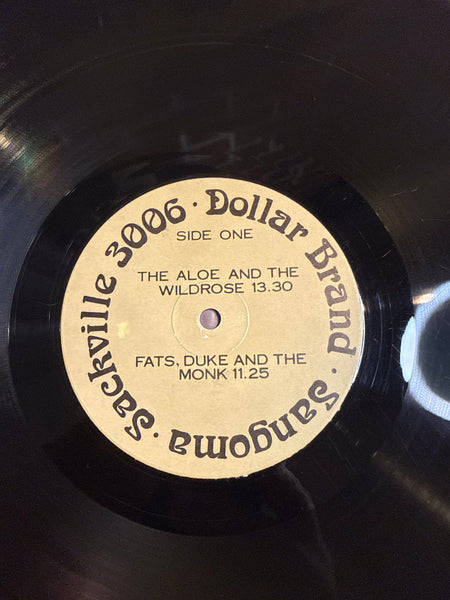 Sackville 3006 · Dollar Brand · Sangoma ·
SIDE ONE
THE ALOE AND THE
WILDROSE 13.30
FATS, DUKE AND THE
MONK 11.25